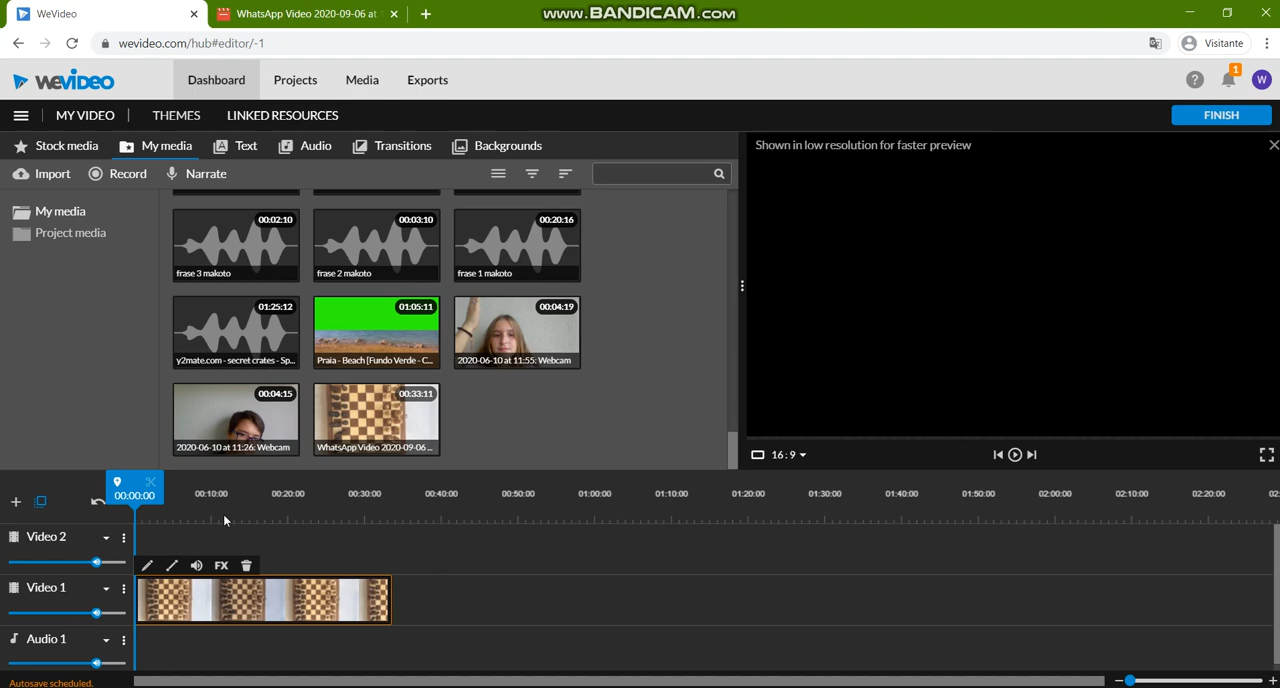 WeVideo
WhatsApp Video 2020-09-06 at
www.BANDICAM.com
wevideo.com/hub#editor/-1
Visitante
WEVIDEO
Dashboard
Projects
Media
Exports
?
1
W
MY VIDEO
THEMES
LINKED RESOURCES
FINISH
Stock media
My media
Text
Audio
Transitions
Backgrounds
Shown in low resolution for faster preview
Import
Record
Narrate
My media
Project media
00:02:10
00:03:10
00:20:16
frase 3 makoto
frase 2 makoto
frase 1 makoto
01:25:12
01:05:11
00:04:19
y2mate.com - secret crates - Sp...
Praia - Beach [Fundo Verde - C...
2020-06-10 at 11:55: Webcam
00:04:15
00:33:11
2020-06-10 at 11:26: Webcam
WhatsApp Video 2020-09-06 ...
16:9
00:00:00
00:10:00
00:20:00
00:30:00
00:40:00
00:50:00
01:00:00
01:10:00
01:20:00
01:30:00
01:40:00
01:50:00
02:00:00
02:10:00
02:20:00
02:
Video 2
FX
Video 1
Audio 1
Autosave scheduled.